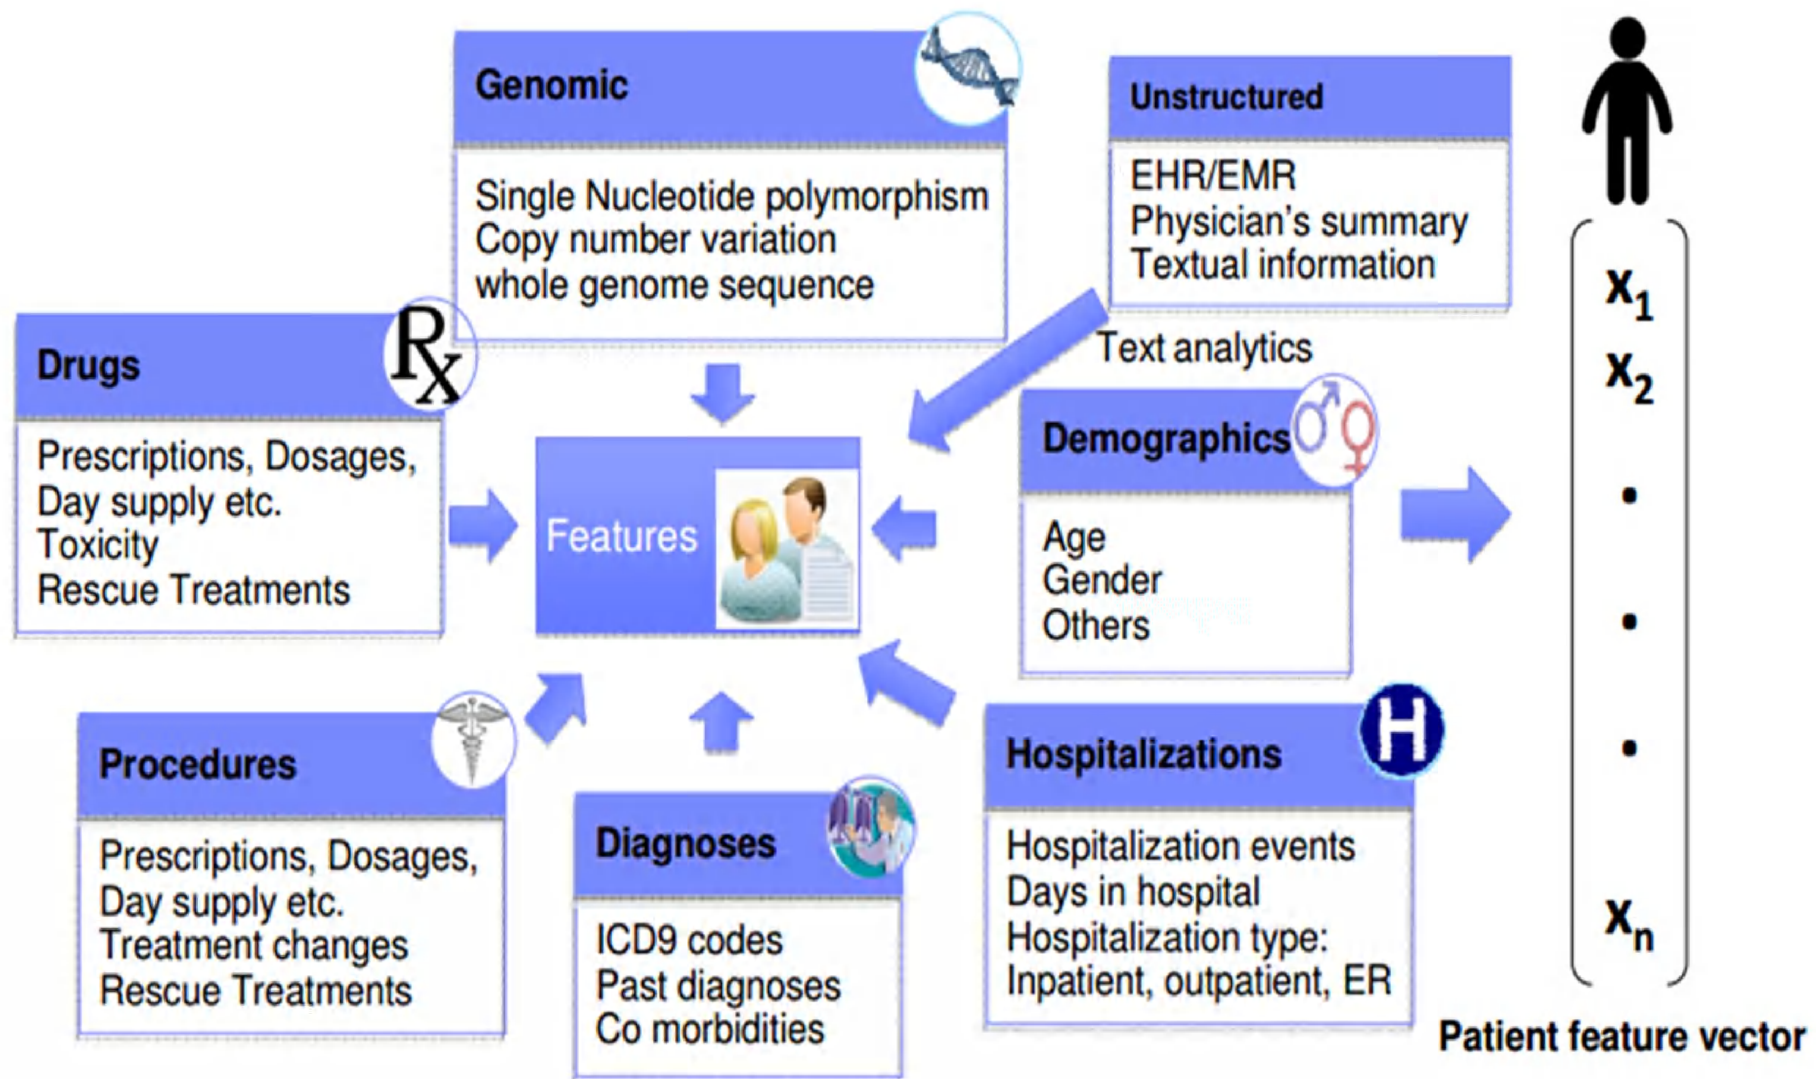 Genomic
Single Nucleotide polymorphism
Copy number variation
whole genome sequence
Unstructured
EHR/EMR
Physician's summary
Textual information
Text analytics
Drugs
Rx
Prescriptions, Dosages,
Day supply etc.
Toxicity
Rescue Treatments
Features
Demographics
Age
Gender
Others
Procedures
Prescriptions, Dosages,
Day supply etc.
Treatment changes
Rescue Treatments
Diagnoses
ICD9 codes
Past diagnoses
Co morbidities
Hospitalizations
H
Hospitalization events
Days in hospital
Hospitalization type:
Inpatient, outpatient, ER
x1
x2
.
.
.
xn
Patient feature vector